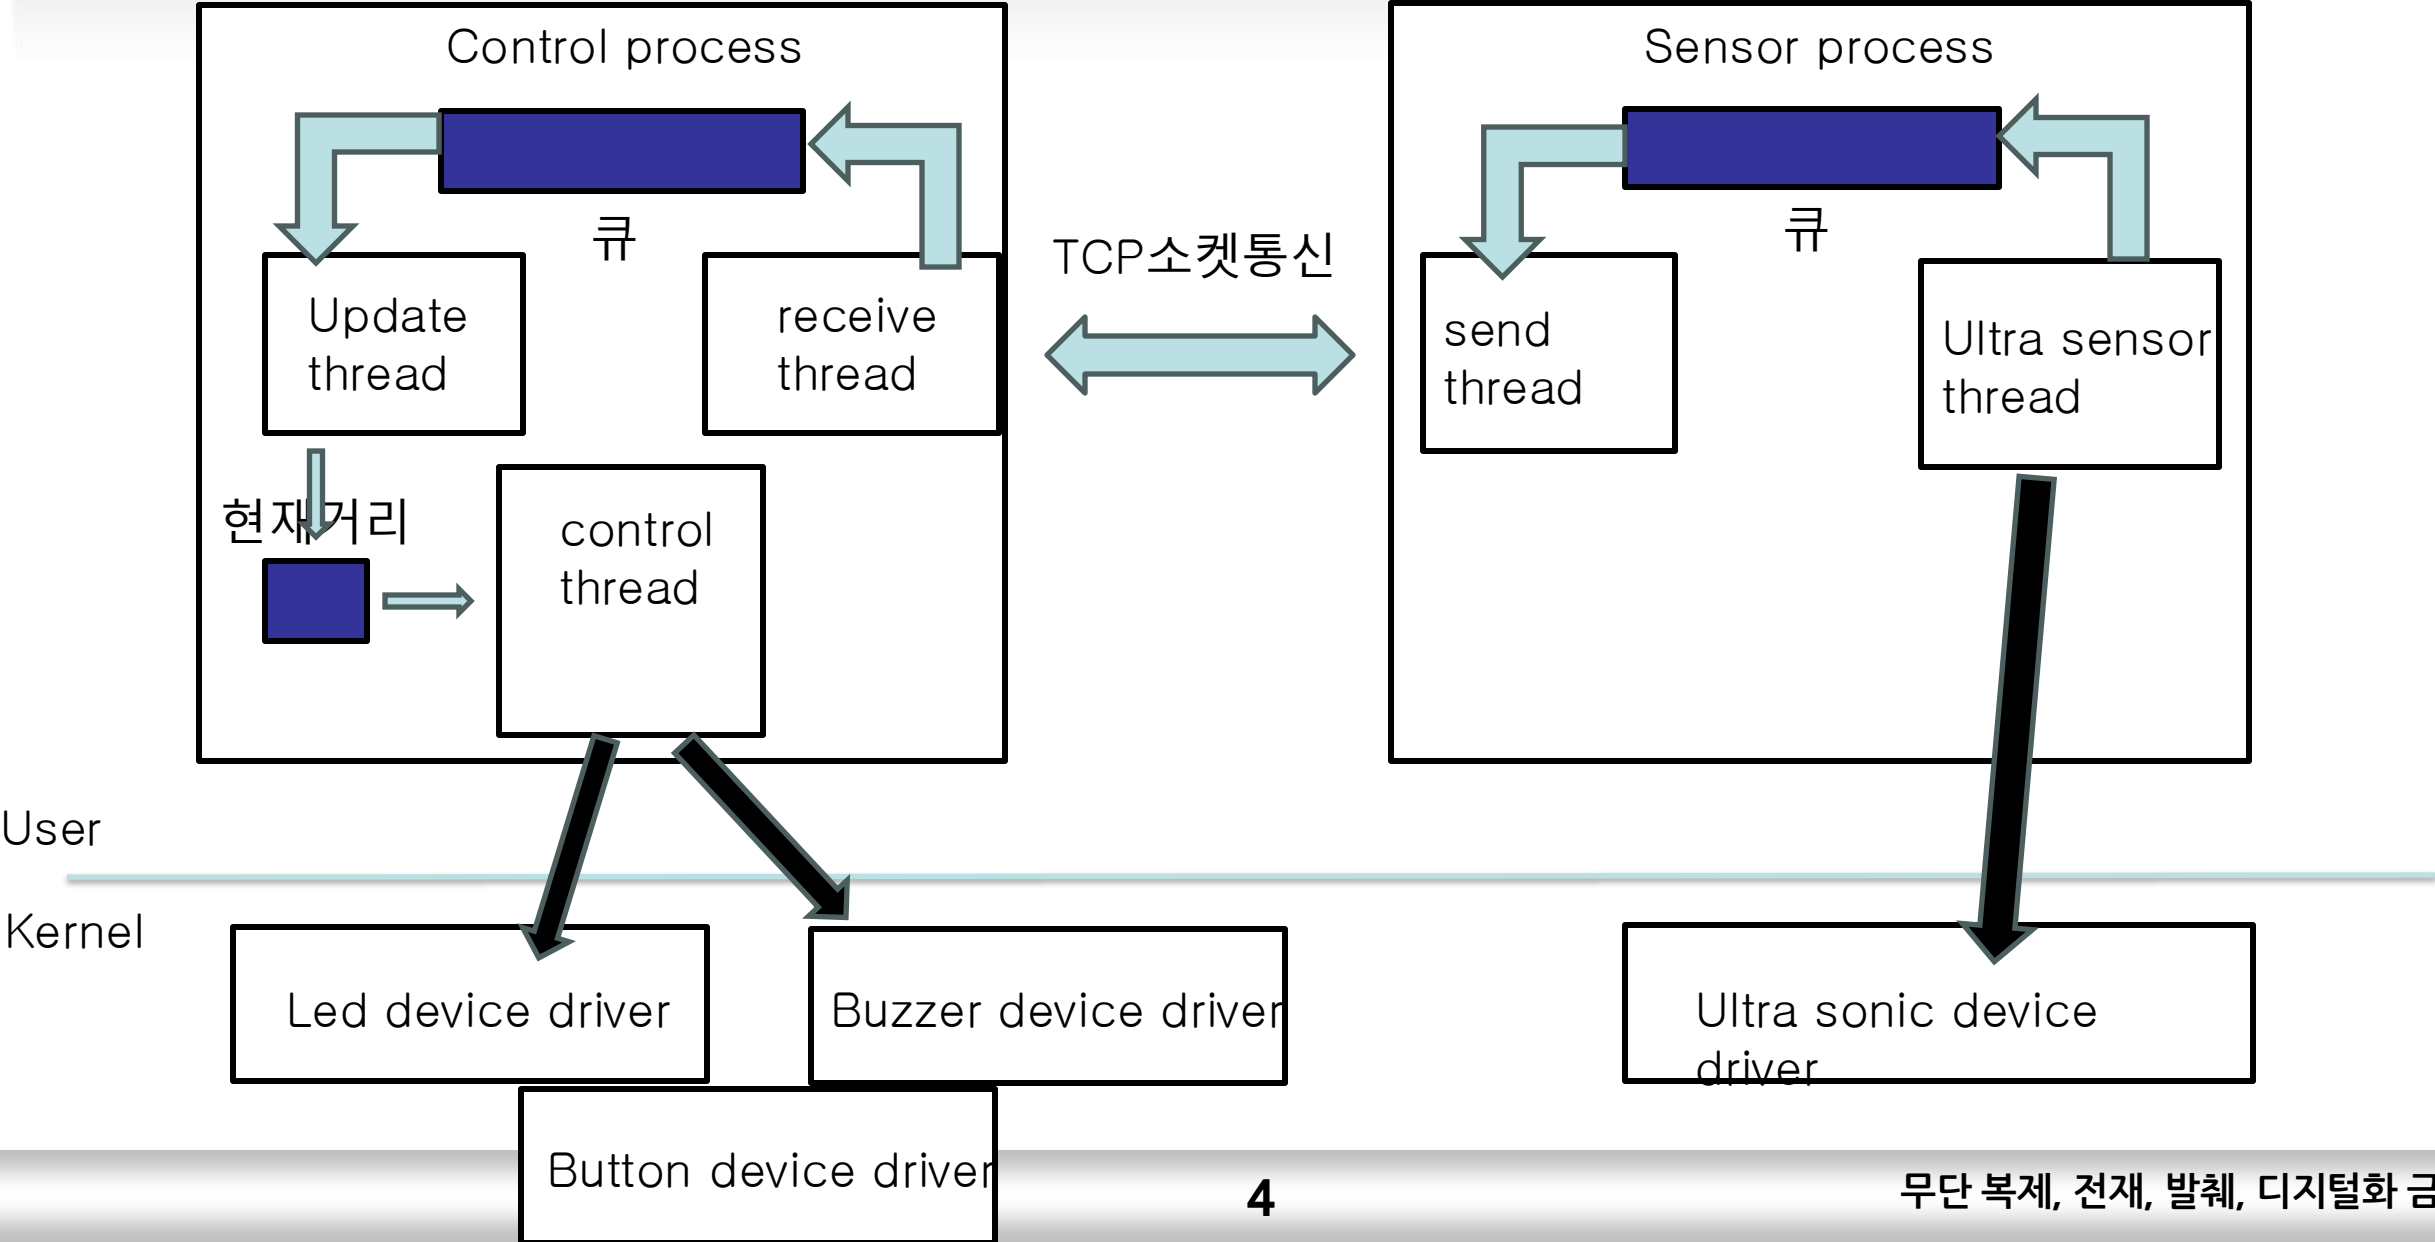 Control process
Sensor process
큐
큐
TCP소켓통신
Update
thread
receive
thread
send
thread
Ultra sensor
thread
현재거리
control
thread
User
Kernel
Led device driver
Buzzer device driver
Ultra sonic device
driver
Button device driver
4
무단 복제, 전재, 발췌, 디지털화